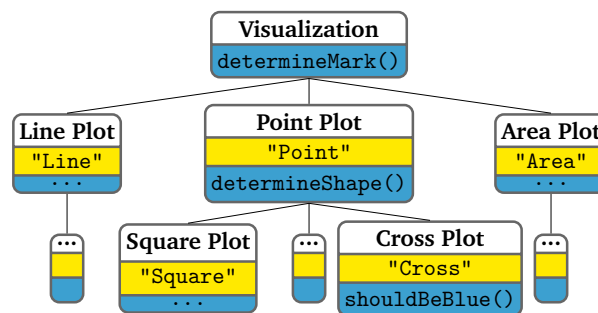 Visualization
determineMark()
Line Plot
"Line"
...
Point Plot
"Point"
determineShape()
Area Plot
"Area"
...
...
Square Plot
"Square"
...
...
Cross Plot
"Cross"
shouldBeBlue()
...